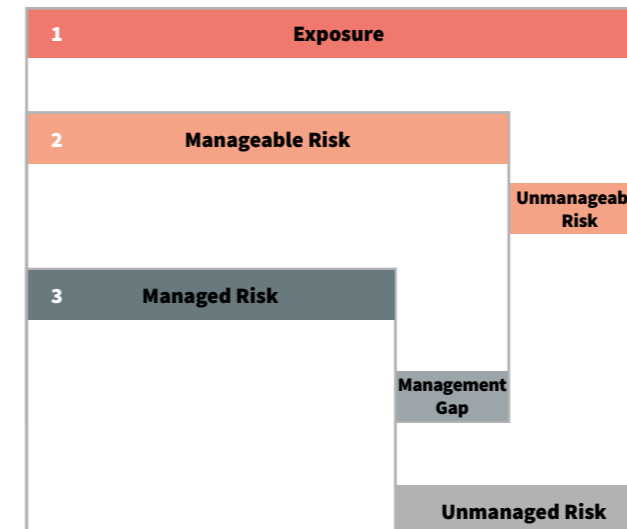 1 Exposure
2 Manageable Risk
Unmanageab
Risk
3 Managed Risk
Management
Gap
Unmanaged Risk